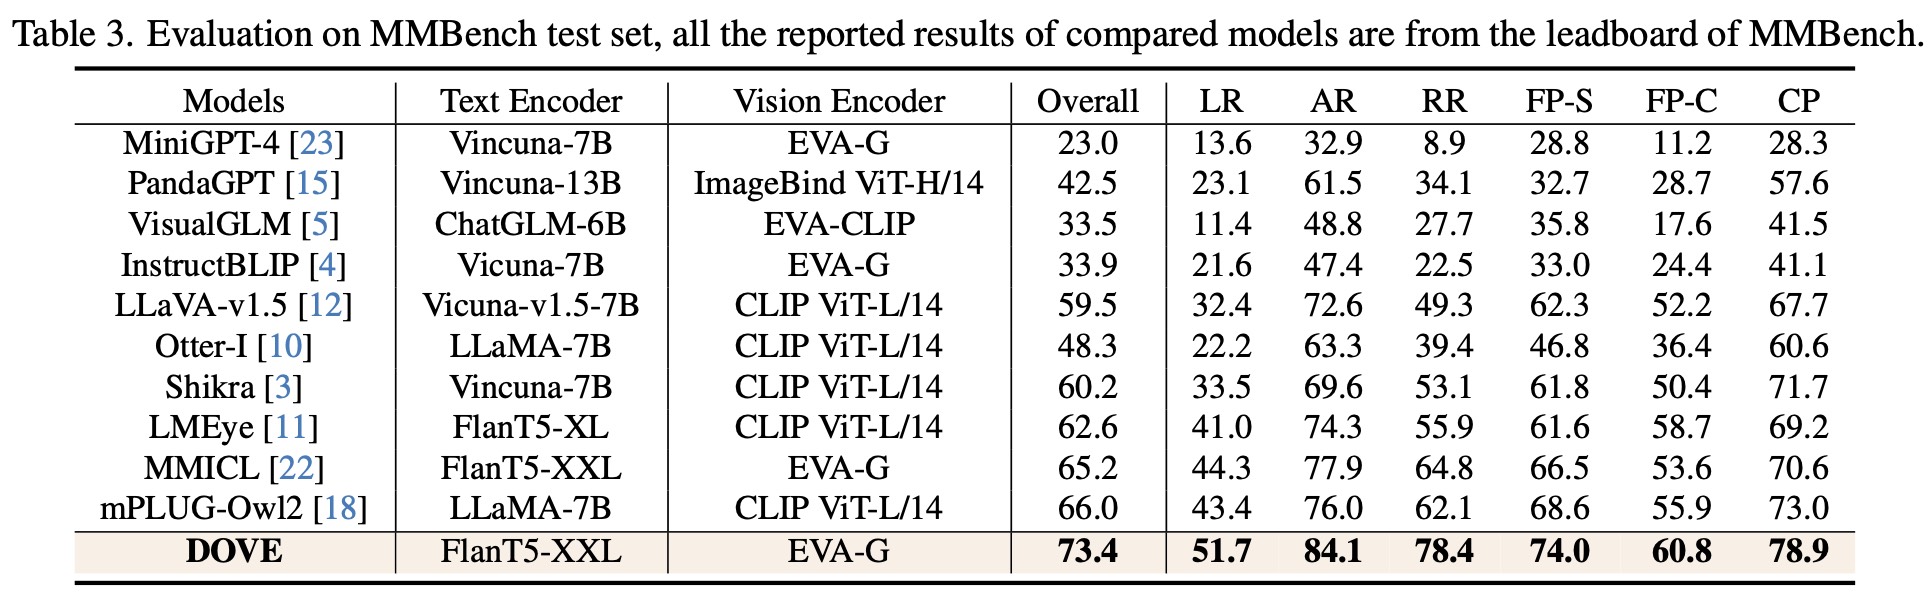 Table 3. Evaluation on MMBench test set, all the reported results of compared models are from the leadboard of MMBench.
Models Text Encoder Vision Encoder Overall LR AR RR FP-S FP-C CP
MiniGPT-4 [23] Vincuna-7B EVA-G 23.0 13.6 32.9 8.9 28.8 11.2 28.3
PandaGPT [15] Vincuna-13B ImageBind ViT-H/14 42.5 23.1 61.5 34.1 32.7 28.7 57.6
VisualGLM [5] ChatGLM-6B EVA-CLIP 33.5 11.4 48.8 27.7 35.8 17.6 41.5
InstructBLIP [4] Vicuna-7B EVA-G 33.9 21.6 47.4 22.5 33.0 24.4 41.1
LLaVA-v1.5 [12] Vicuna-v1.5-7B CLIP ViT-L/14 59.5 32.4 72.6 49.3 62.3 52.2 67.7
Otter-I [10] LLaMA-7B CLIP ViT-L/14 48.3 22.2 63.3 39.4 46.8 36.4 60.6
Shikra [3] Vincuna-7B CLIP ViT-L/14 60.2 33.5 69.6 53.1 61.8 50.4 71.7
LMEye [11] FlanT5-XL CLIP ViT-L/14 62.6 41.0 74.3 55.9 61.6 58.7 69.2
MMICL [22] FlanT5-XXL EVA-G 65.2 44.3 77.9 64.8 66.5 53.6 70.6
mPLUG-Owl2 [18] LLaMA-7B CLIP ViT-L/14 66.0 43.4 76.0 62.1 68.6 55.9 73.0
DOVE FlanT5-XXL EVA-G 73.4 51.7 84.1 78.4 74.0 60.8 78.9